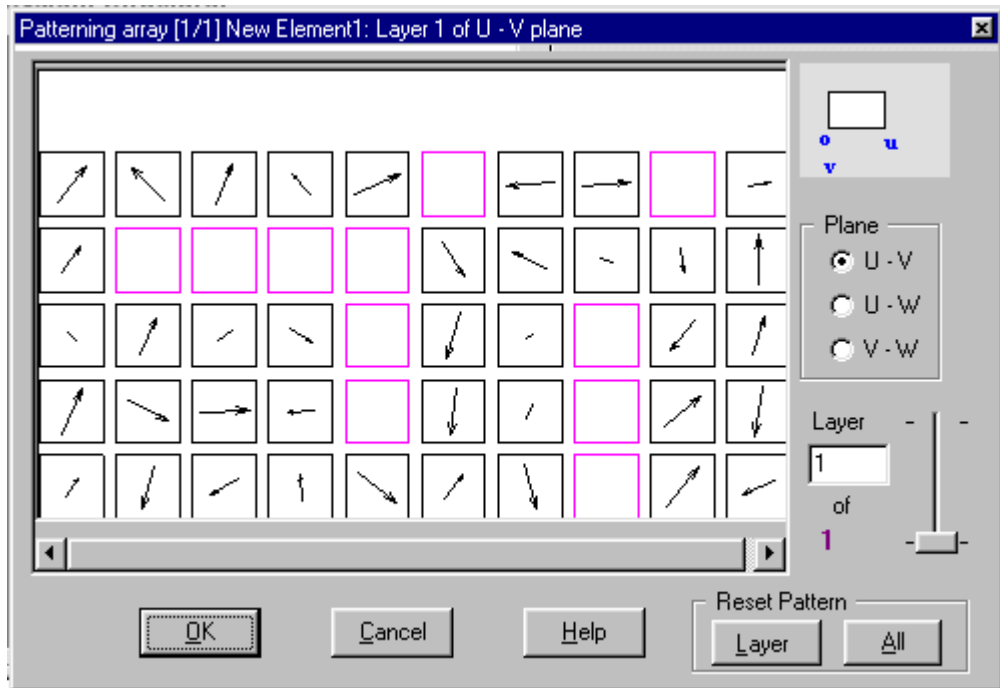 Patterning array [1/1] New Element1: Layer 1 of U - V plane
o u
v
Plane
U - V
U - W
V - W
Layer
1
of
1
OK Cancel Help
Reset Pattern
Layer All